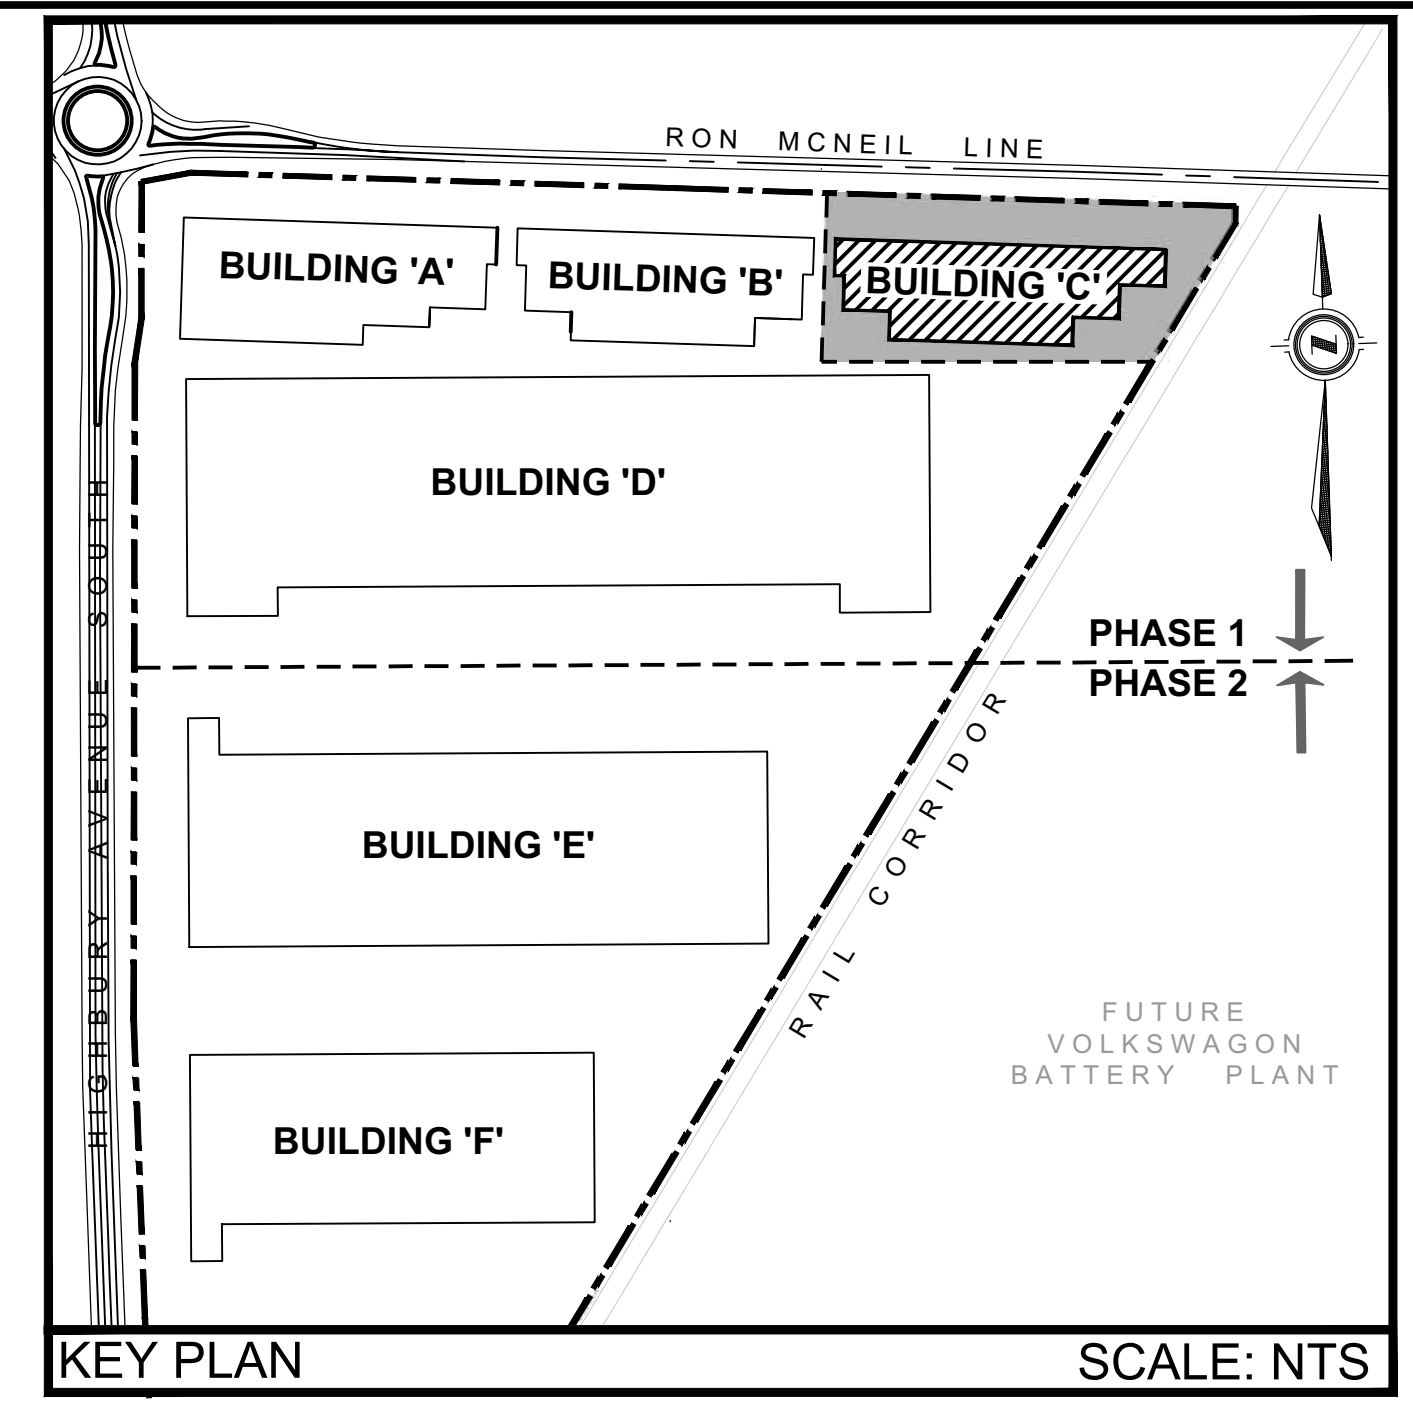 RON MCNEIL LINE
BUILDING 'A'
BUILDING 'B'
BUILDING 'C'
N
BUILDING 'D'
HIGHBURY AVENUE SOUTH
PHASE 1
PHASE 2
RAIL CORRIDOR
BUILDING 'E'
FUTURE
VOLKSWAGON
BATTERY PLANT
BUILDING 'F'
KEY PLAN
SCALE: NTS